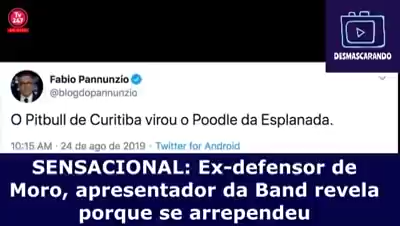 TV
247
DESMASCARANDO
Fabio Pannunzio
@blogdopannunzio
O Pitbull de Curitiba virou o Poodle da Esplanada.
10:15 AM · 24 de ago de 2019 · Twitter for Android
SENSACIONAL: Ex-defensor de
Moro, apresentador da Band revela
porque se arrependeu